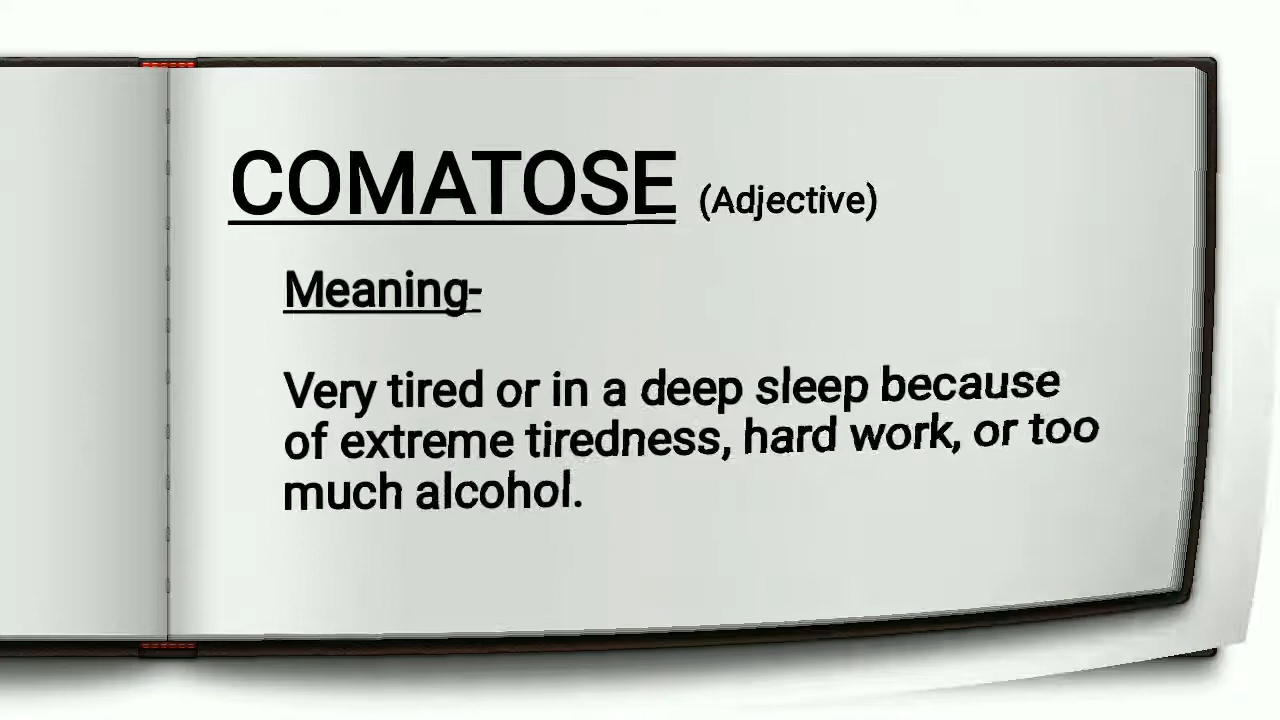 COMATOSE (Adjective)
Meaning-
Very tired or in a deep sleep because
of extreme tiredness, hard work, or too
much alcohol.